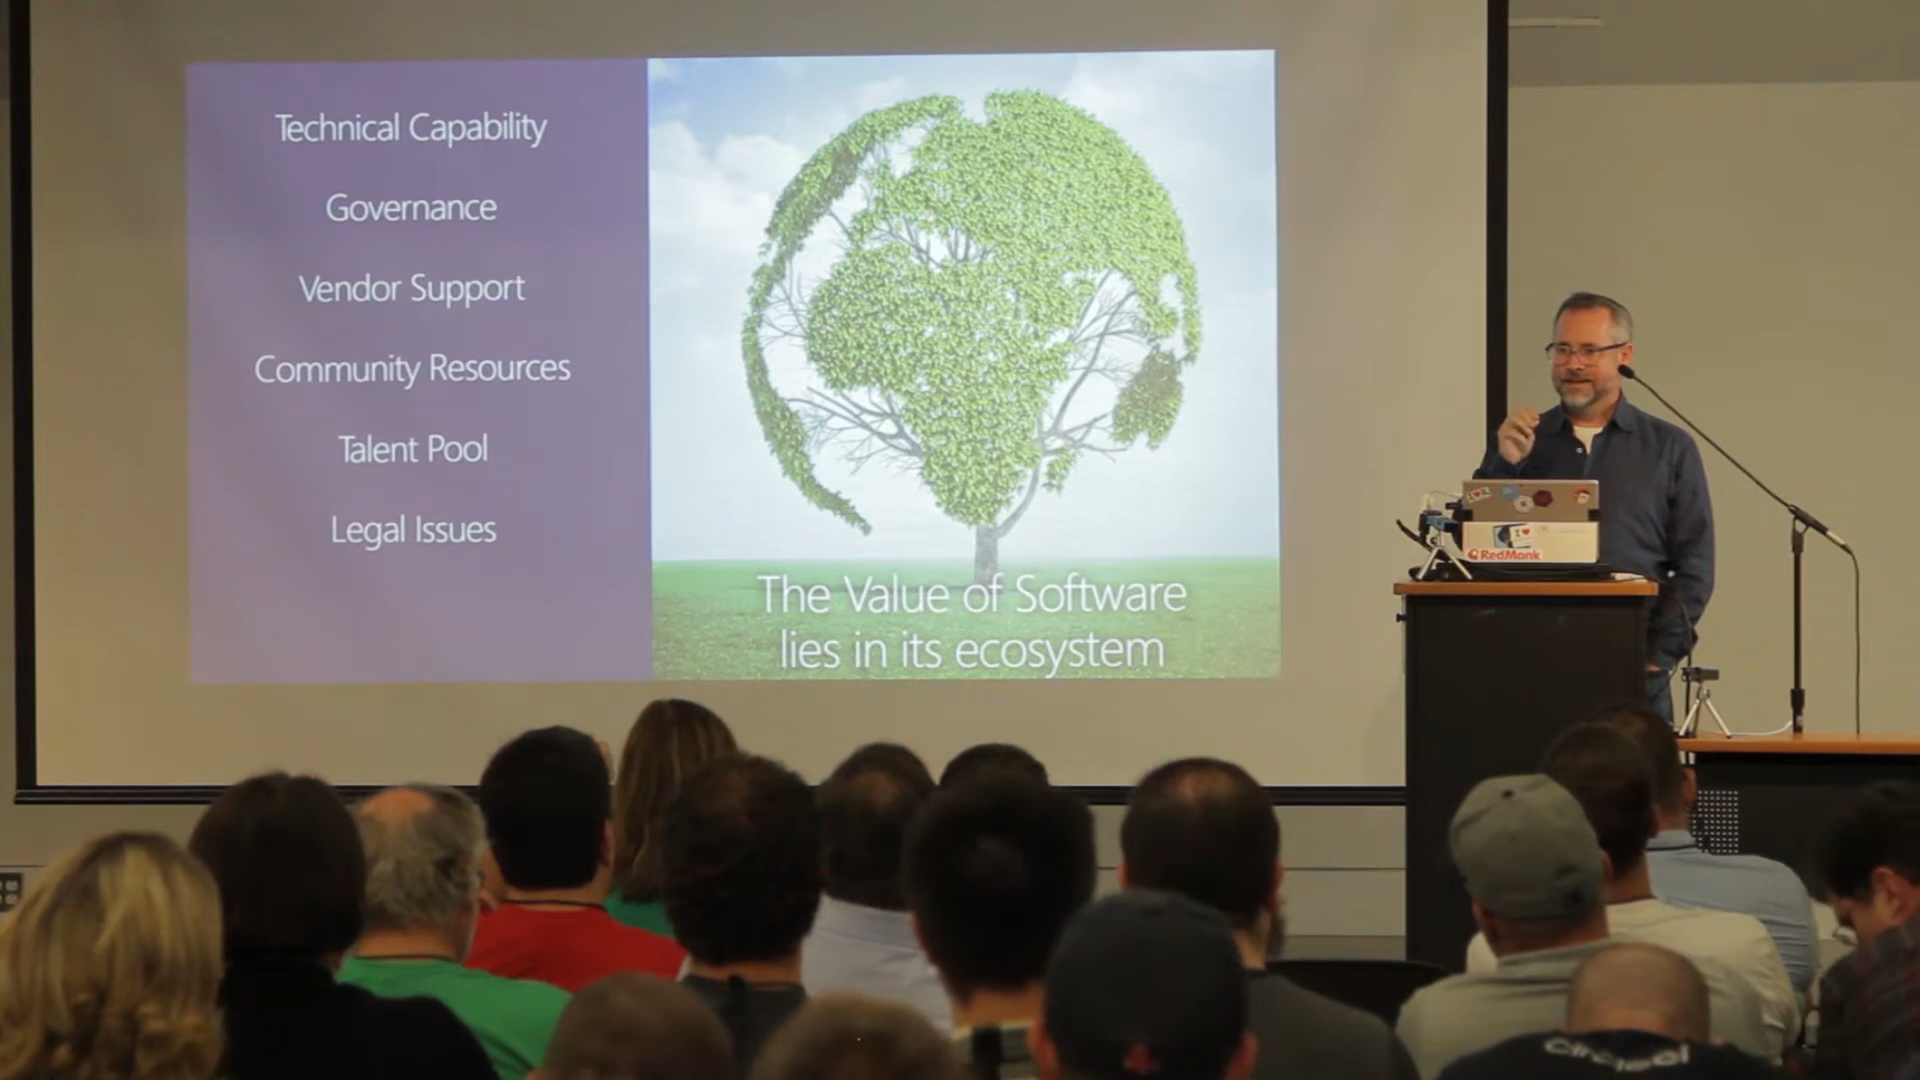 Technical Capability
Governance
Vendor Support
Community Resources
Talent Pool
Legal Issues
The Value of Software
lies in its ecosystem
I
RedMonk